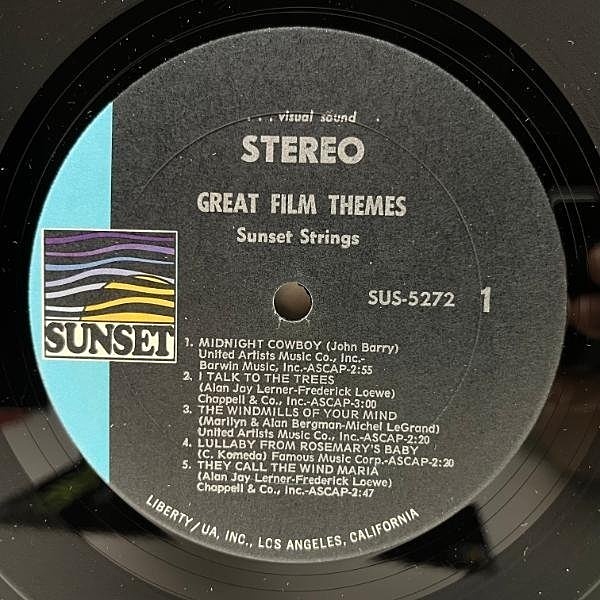 . . . visual sound .
STEREO
GREAT FILM THEMES
Sunset Strings
SUS-5272 1
SUNSET
1. MIDNIGHT COWBOY (John Barry)
United Artists Music Co., Inc.-
Barwin Music, Inc.-ASCAP-2:55
2. I TALK TO THE TREES
(Alan Jay Lerner-Frederick Loewe)
Chappell & Co., Inc.-ASCAP-3:00
3. THE WINDMILLS OF YOUR MIND
(Marilyn & Alan Bergman-Michel LeGrand)
United Artists Music Co., Inc.-ASCAP-2:20
4. LULLABY FROM ROSEMARY'S BABY
(C. Komeda) Famous Music Corp.-ASCAP-2:20
5. THEY CALL THE WIND MARIA
(Alan Jay Lerner-Frederick Loewe)
Chappell & Co., Inc.-ASCAP-2:47
LIBERTY/UA, INC., LOS ANGELES, CALIFORNIA